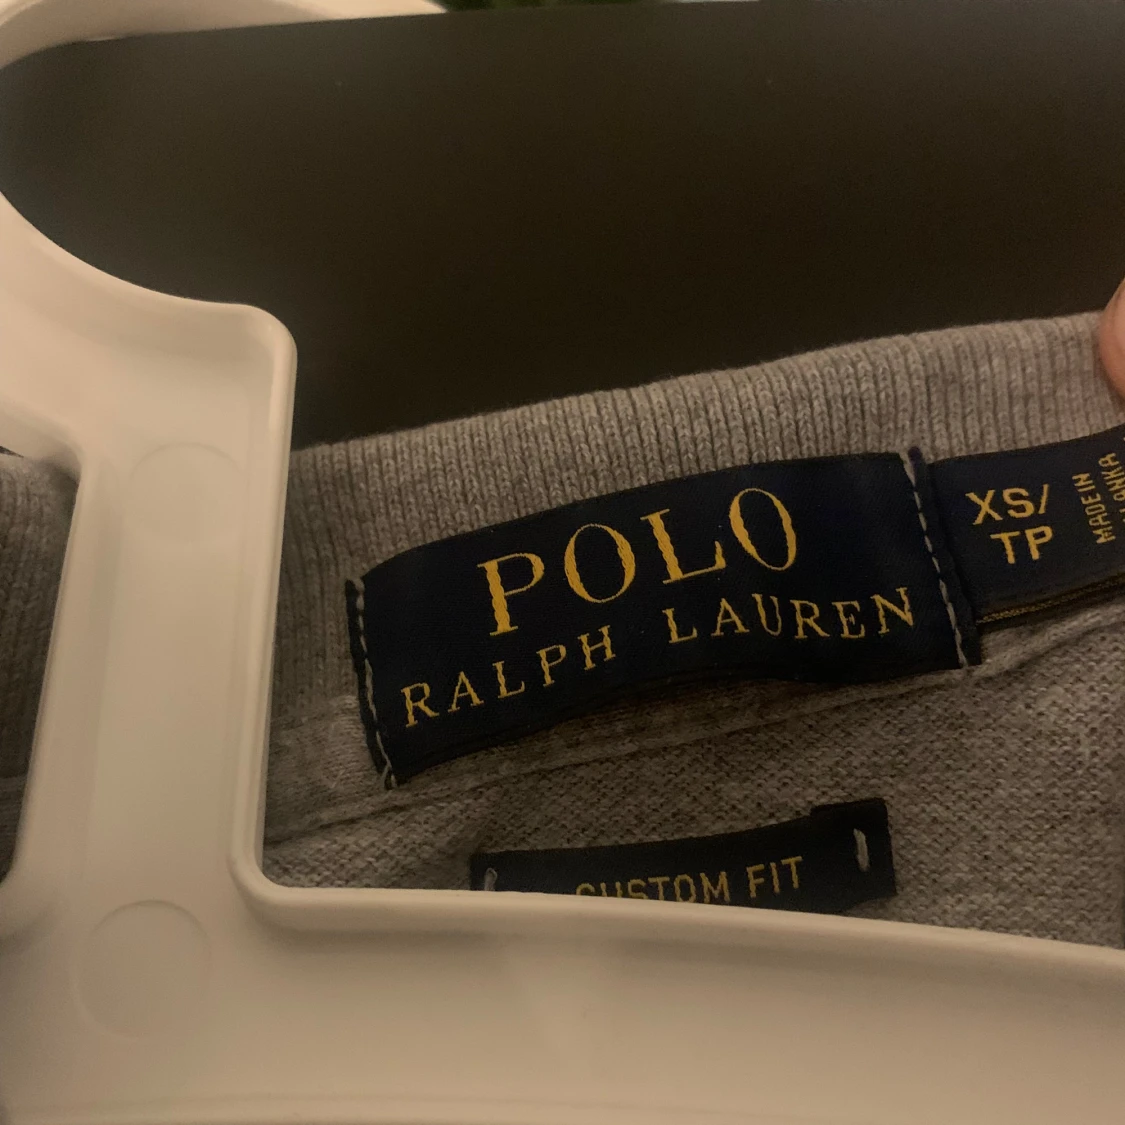 POLO
RALPH LAUREN
XS/
TP
MADE IN
CUSTOM FIT